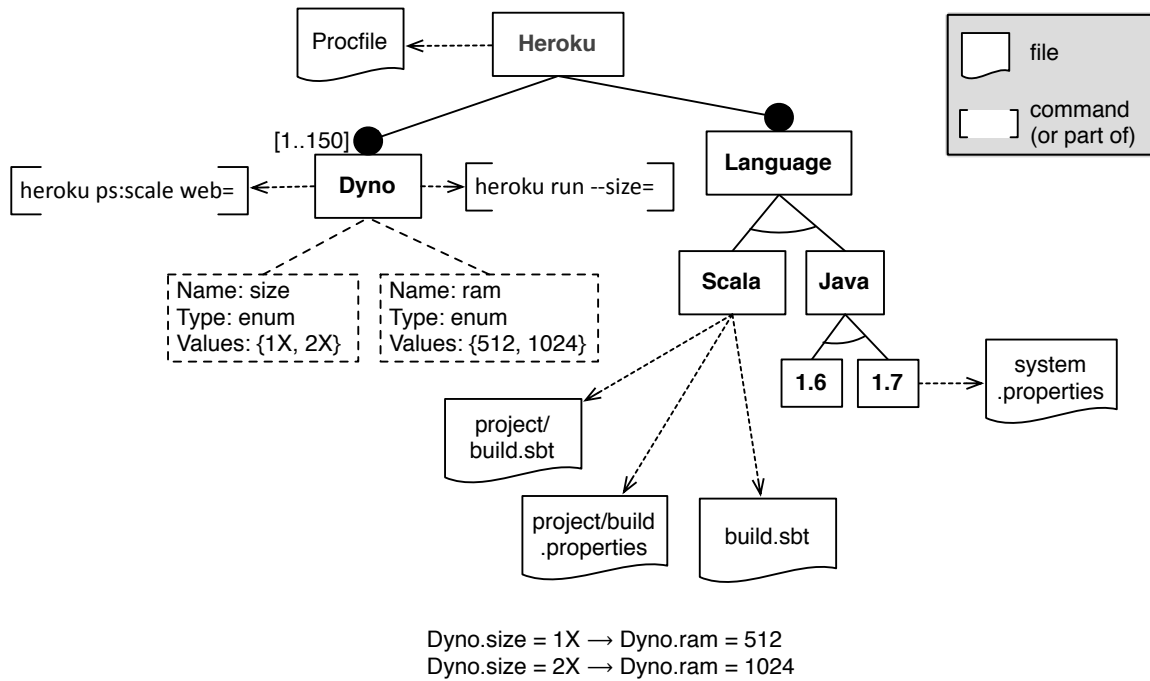 Procfile
Heroku
file
command
(or part of)
[1..150]
Language
heroku ps:scale web=
Dyno
heroku run --size=
Scala
Java
Name: size
Type: enum
Values: {1X, 2X}
Name: ram
Type: enum
Values: {512, 1024}
1.6
1.7
system
.properties
project/
build.sbt
project/build
.properties
build.sbt
Dyno.size = 1X → Dyno.ram = 512
Dyno.size = 2X → Dyno.ram = 1024